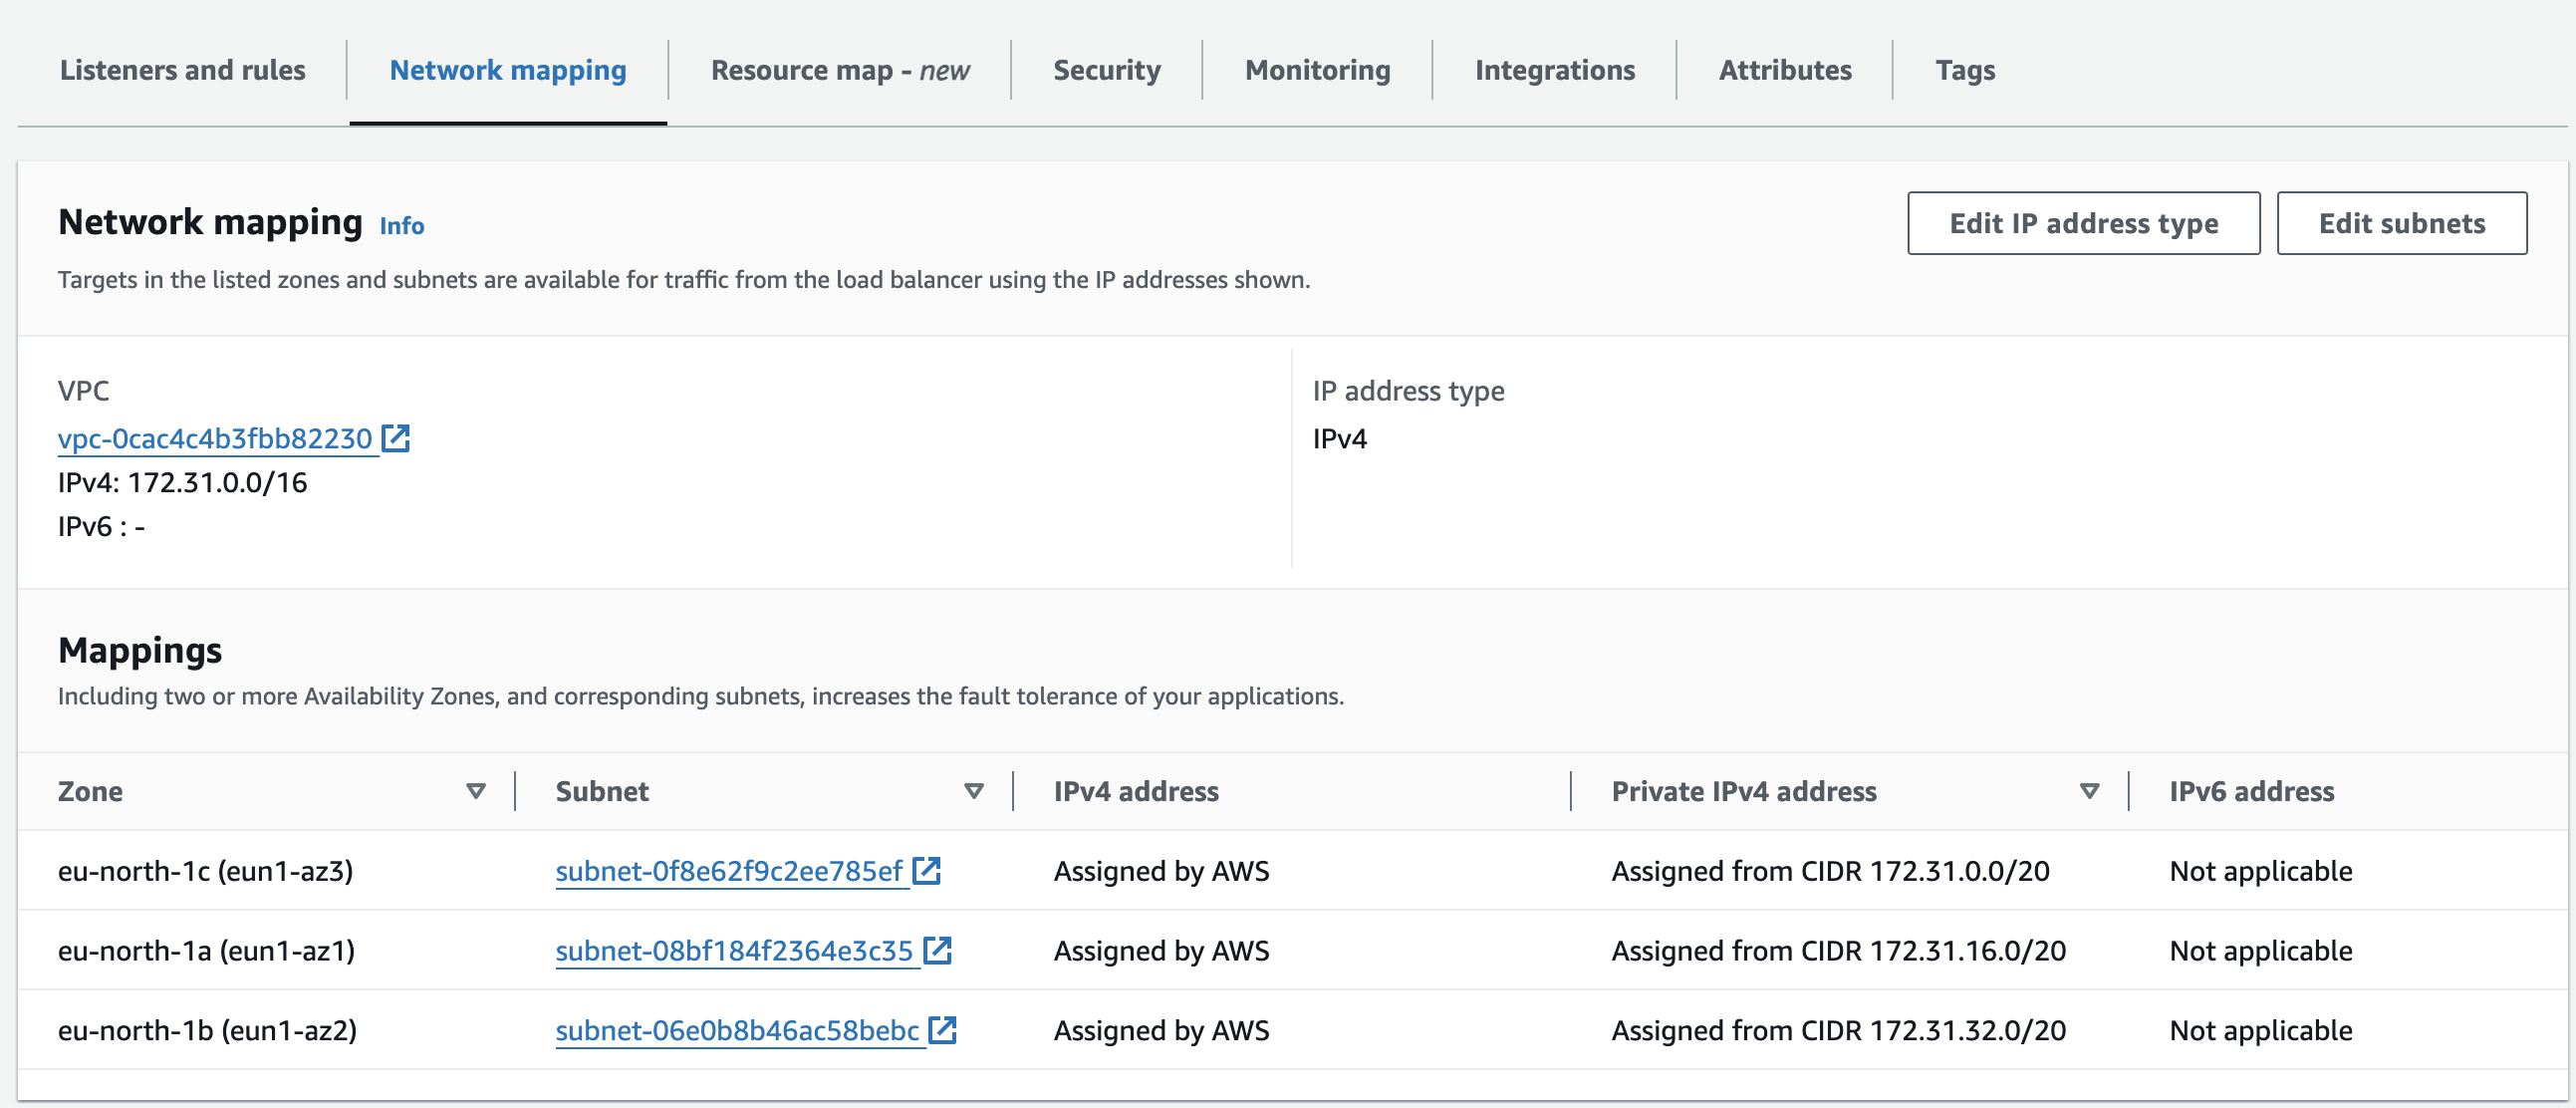 Listeners and rules
Network mapping
Resource map - new
Security
Monitoring
Integrations
Attributes
Tags
Network mapping Info
Edit IP address type
Edit subnets
Targets in the listed zones and subnets are available for traffic from the load balancer using the IP addresses shown.
VPC
vpc-0cac4c4b3fbb82230
IPv4: 172.31.0.0/16
IPv6 : -
IP address type
IPv4
Mappings
Including two or more Availability Zones, and corresponding subnets, increases the fault tolerance of your applications.
Zone Subnet IPv4 address Private IPv4 address IPv6 address
eu-north-1c (eun1-az3) subnet-0f8e62f9c2ee785ef Assigned by AWS Assigned from CIDR 172.31.0.0/20 Not applicable
eu-north-1a (eun1-az1) subnet-08bf184f2364e3c35 Assigned by AWS Assigned from CIDR 172.31.16.0/20 Not applicable
eu-north-1b (eun1-az2) subnet-06e0b8b46ac58bebc Assigned by AWS Assigned from CIDR 172.31.32.0/20 Not applicable